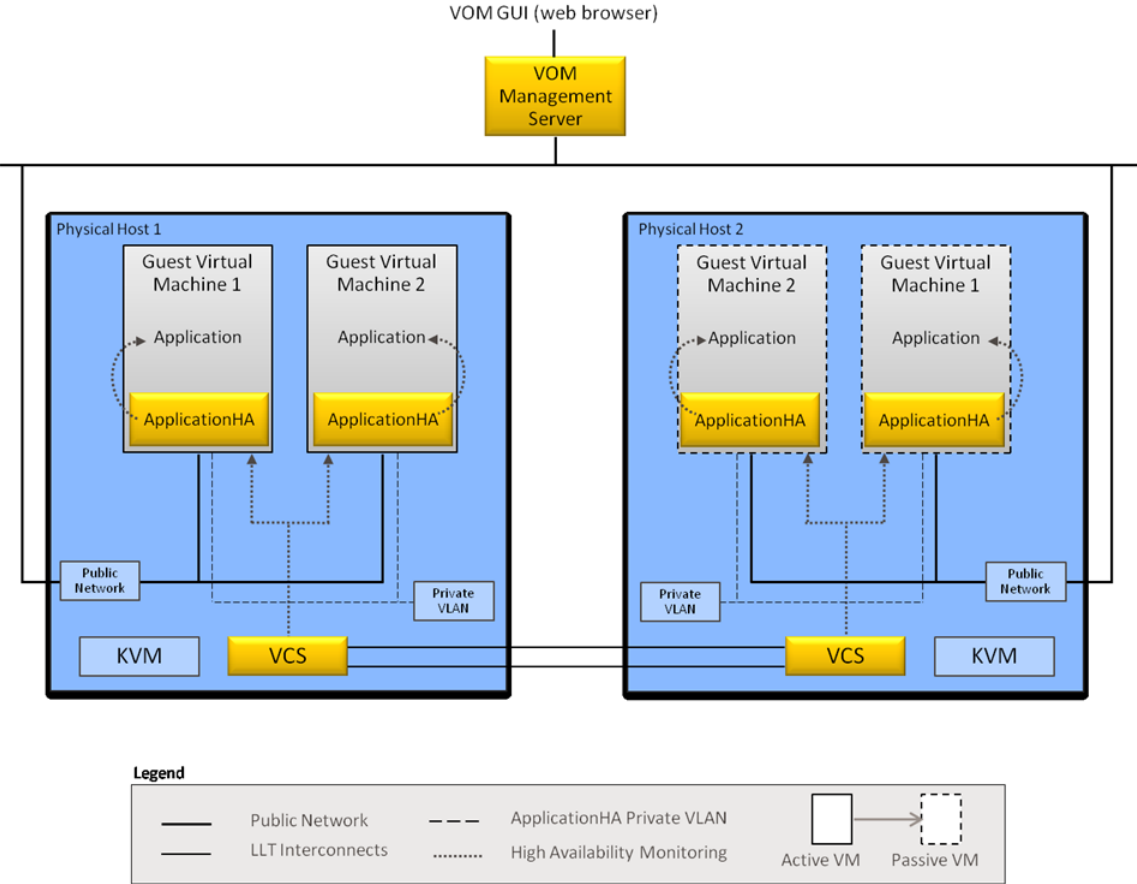 VOM GUI (web browser)
VOM
Management
Server
Physical Host 1
Guest Virtual
Machine 1
Application
ApplicationHA
Guest Virtual
Machine 2
Application
ApplicationHA
Public
Network
Private
VLAN
KVM
VCS
Physical Host 2
Guest Virtual
Machine 2
Application
ApplicationHA
Guest Virtual
Machine 1
Application
ApplicationHA
Private
VLAN
Public
Network
VCS
KVM
Legend
Public Network
LLT Interconnects
ApplicationHA Private VLAN
High Availability Monitoring
Active VM
Passive VM